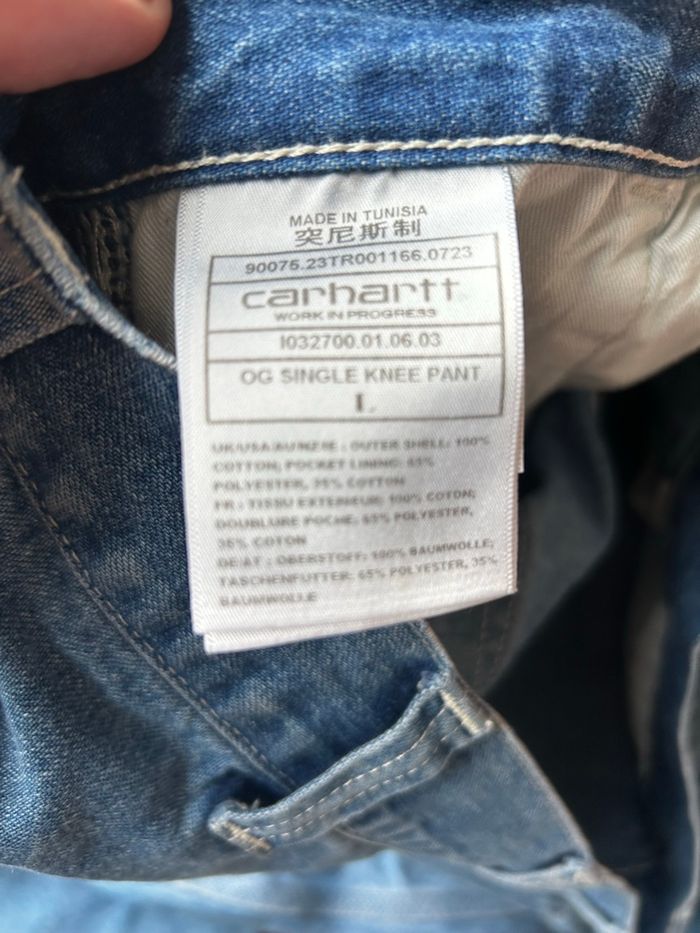 MADE IN TUNISIA
突尼斯制
90075.23TR001166.0723
carhartt
WORK IN PROGRESS
I032700.01.06.03
OG SINGLE KNEE PANT
L
UK/USA/AU/NZ/IE : OUTER SHELL: 100%
COTTON; POCKET LINING: 65%
POLYESTER, 35% COTTON
FR : TISSU EXTERIEUR: 100% COTON;
DOUBLURE POCHE: 65% POLYESTER,
35% COTON
DE/AT : OBERSTOFF: 100% BAUMWOLLE;
TASCHENFUTTER: 65% POLYESTER, 35%
BAUMWOLLE